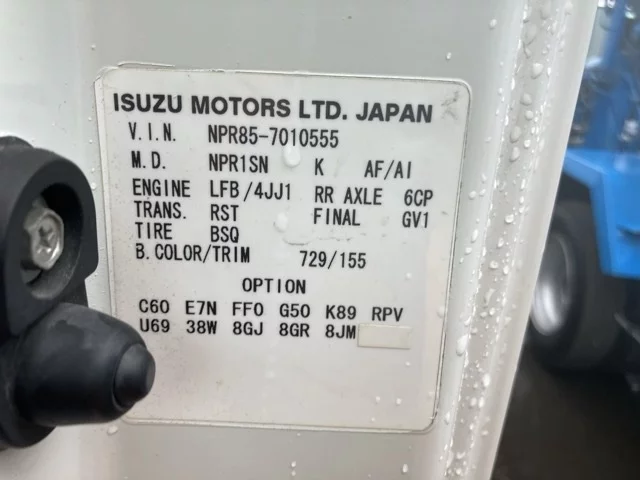 ISUZU MOTORS LTD. JAPAN
V.I.N. NPR85-7010555
M.D. NPR1SN K AF/AI
ENGINE LFB/4JJ1 RR AXLE 6CP
TRANS. RST FINAL GV1
TIRE BSQ
B.COLOR/TRIM 729/155
OPTION
C60 E7N FF0 G50 K89 RPV
U69 38W 8GJ 8GR 8JM